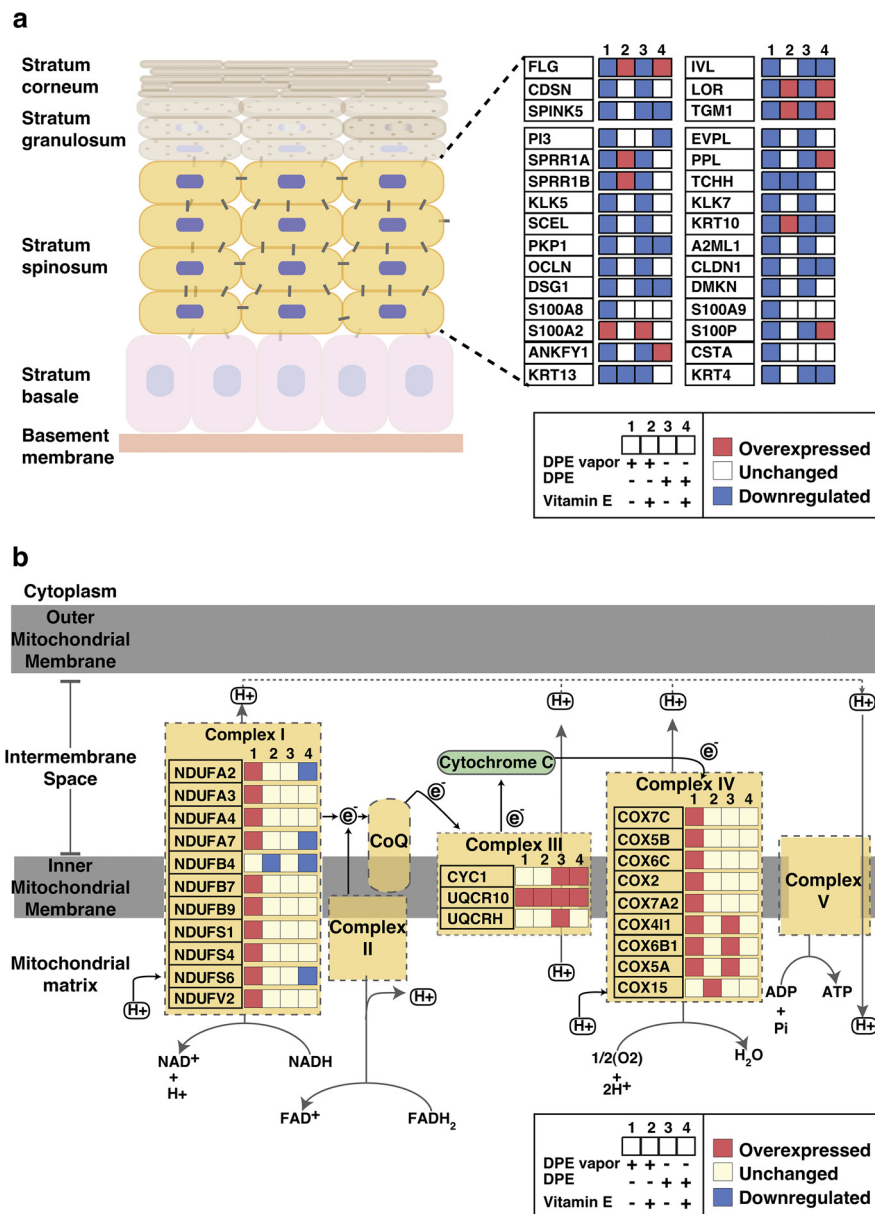 a
Stratum
corneum
Stratum
granulosum
Stratum
spinosum
Stratum
basale
Basement
membrane
1 2 3 4
FLG
CDSN
SPINK5
PI3
SPRR1A
SPRR1B
KLK5
SCEL
PKP1
OCLN
DSG1
S100A8
S100A2
ANKFY1
KRT13
1 2 3 4
IVL
LOR
TGM1
EVPL
PPL
TCHH
KLK7
KRT10
A2ML1
CLDN1
DMKN
S100A9
S100P
CSTA
KRT4
1 2 3 4
DPE vapor + + - -
DPE - - + +
Vitamin E - + - +
Overexpressed
Unchanged
Downregulated
b
Cytoplasm
Outer
Mitochondrial
Membrane
Intermembrane
Space
Inner
Mitochondrial
Membrane
Mitochondrial
matrix
H+
H+
H+
H+
Complex I
1 2 3 4
NDUFA2
NDUFA3
NDUFA4
NDUFA7
NDUFB4
NDUFB7
NDUFB9
NDUFS1
NDUFS4
NDUFS6
NDUFV2
H+
NAD+
+
H+
NADH
e-
CoQ
Complex
II
H+
FAD+
FADH2
e-
Cytochrome C
e-
Complex III
1 2 3 4
CYC1
UQCR10
UQCRH
H+
e-
Complex IV
1 2 3 4
COX7C
COX5B
COX6C
COX2
COX7A2
COX4I1
COX6B1
COX5A
COX15
H+
1/2(O2)
+
2H+
H2O
Complex
V
ADP
+
Pi
ATP
H+
1 2 3 4
DPE vapor + + - -
DPE - - + +
Vitamin E - + - +
Overexpressed
Unchanged
Downregulated